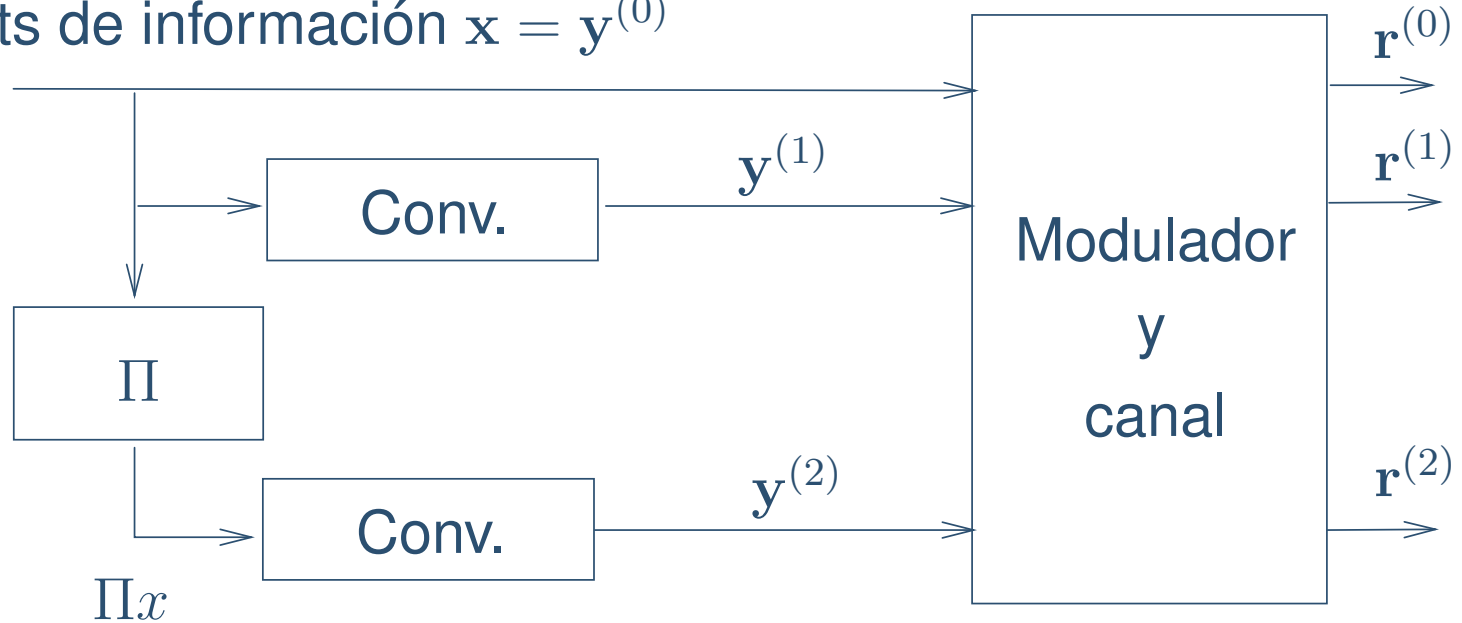 ts de información x = y^(0)
r^(0)
y^(1)
r^(1)
Conv.
Modulador
y
canal
Π
y^(2)
r^(2)
Conv.
Πx